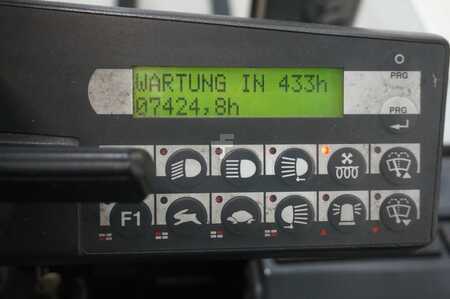 WARTUNG IN 433h
07424,8h
PRG
PRG
F
F1